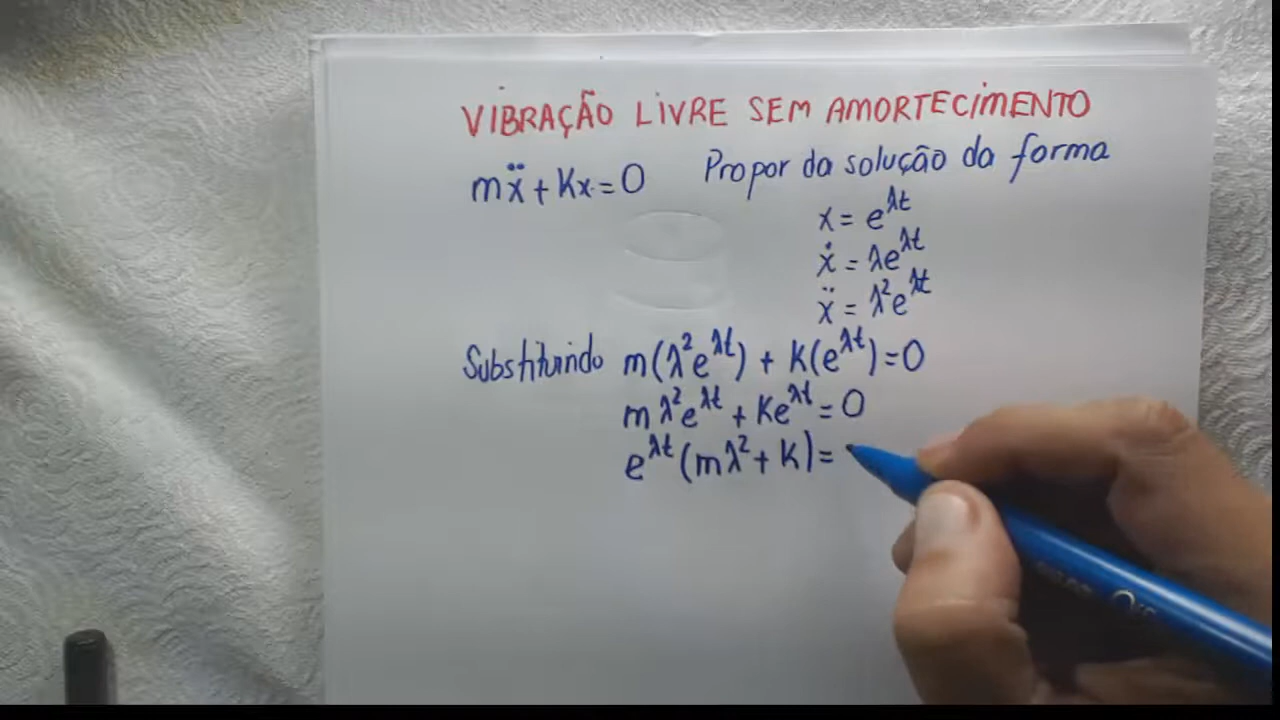 VIBRAÇÃO LIVRE SEM AMORTECIMENTO
mẍ + Kx = 0 Propor da solução da forma
x = e^λt
ẋ = λe^λt
ẍ = λ²e^λt
Substituindo m(λ²e^λt) + K(e^λt) = 0
mλ²e^λt + Ke^λt = 0
e^λt(mλ² + K) =